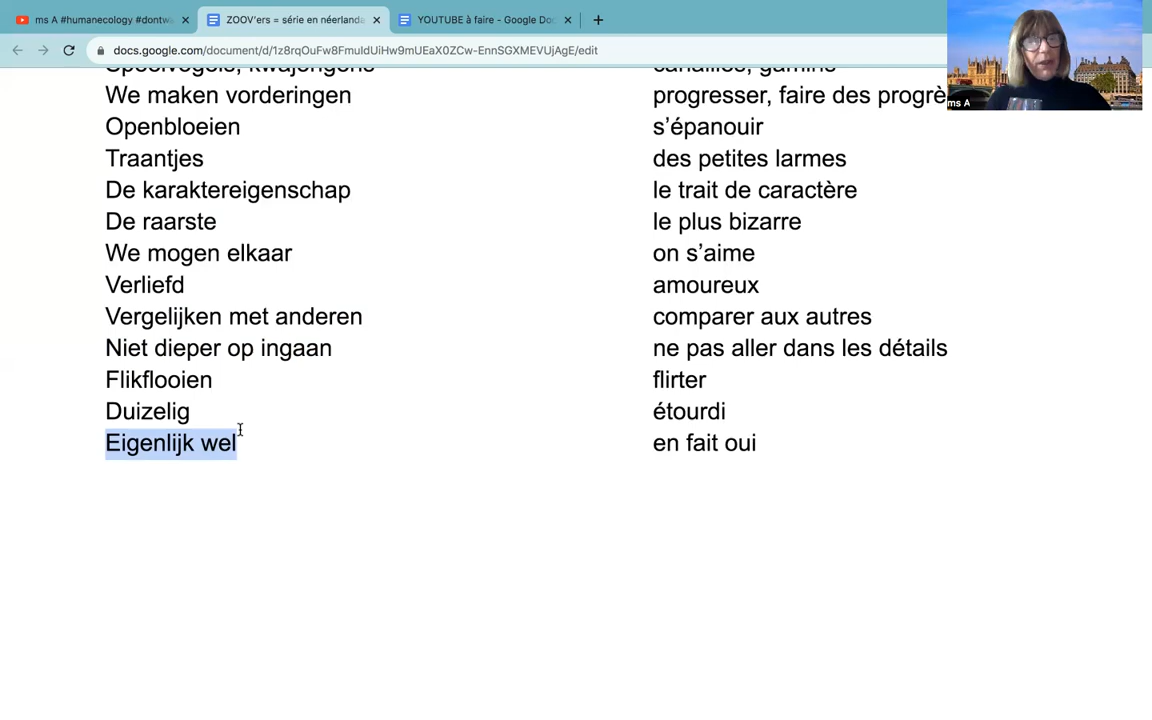 ms A #humanecology #dontwa
ZOOV'ers = série en néerlanda
YOUTUBE à faire - Google Doc
docs.google.com/document/d/1z8rqOuFw8FmuIdUiHw9mUEaX0ZCw-EnnSGXMEVUjAgE/edit
We maken vorderingen progresser, faire des progrè
ms A
Openbloeien s'épanouir
Traantjes des petites larmes
De karaktereigenschap le trait de caractère
De raarste le plus bizarre
We mogen elkaar on s'aime
Verliefd amoureux
Vergelijken met anderen comparer aux autres
Niet dieper op ingaan ne pas aller dans les détails
Flikflooien flirter
Duizelig étourdi
Eigenlijk wel en fait oui